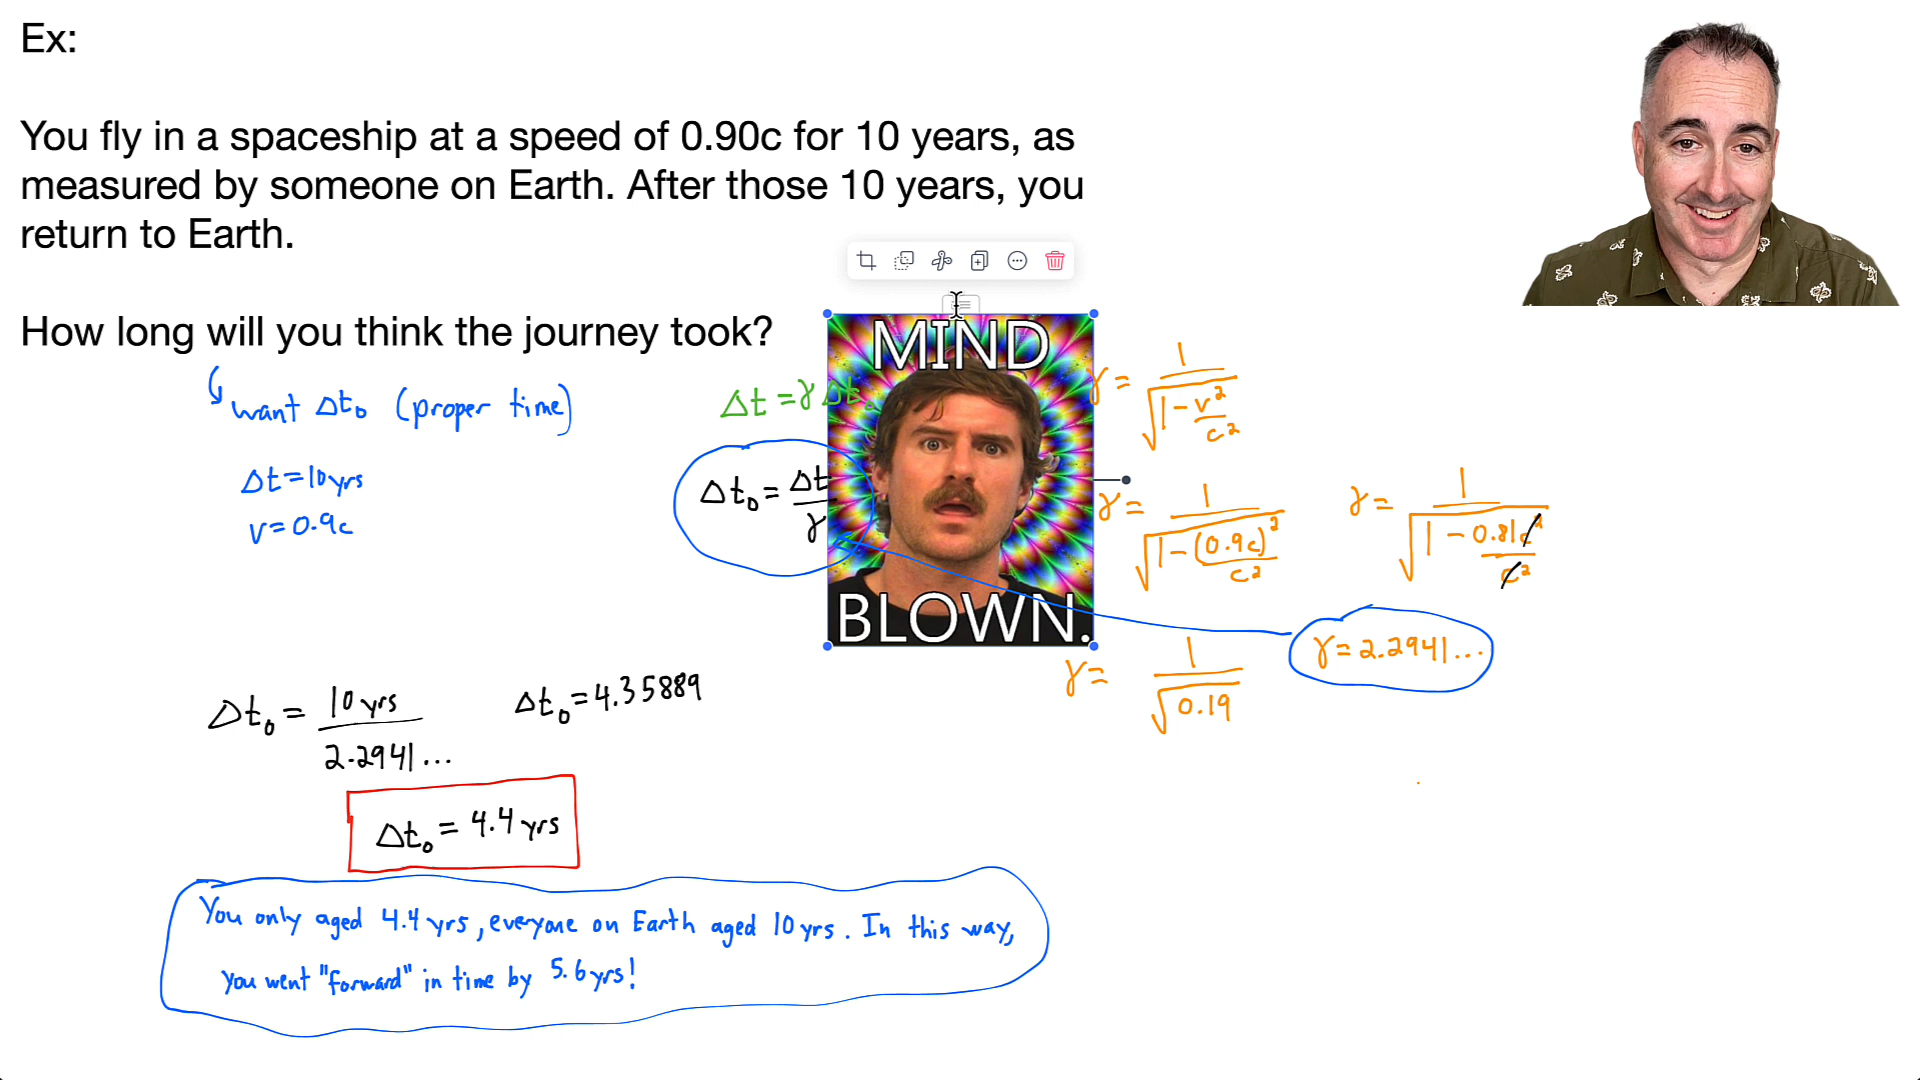 Ex:
You fly in a spaceship at a speed of 0.90c for 10 years, as
measured by someone on Earth. After those 10 years, you
return to Earth.
How long will you think the journey took?
want Δt₀ (proper time)
Δt = 10 yrs
v = 0.9c
Δt = γ Δt₀
Δt₀ = Δt/γ
MIND
BLOWN.
γ = 1/√(1 - v²/c²)
γ = 1/√(1 - (0.9c)²/c²)
γ = 1/√(1 - 0.81c²/c²)
γ = 1/√0.19
γ = 2.2941...
Δt₀ = 10 yrs/2.2941...
Δt₀ = 4.35889
Δt₀ = 4.4 yrs
You only aged 4.4 yrs, everyone on Earth aged 10 yrs. In this way,
you went "forward" in time by 5.6 yrs!